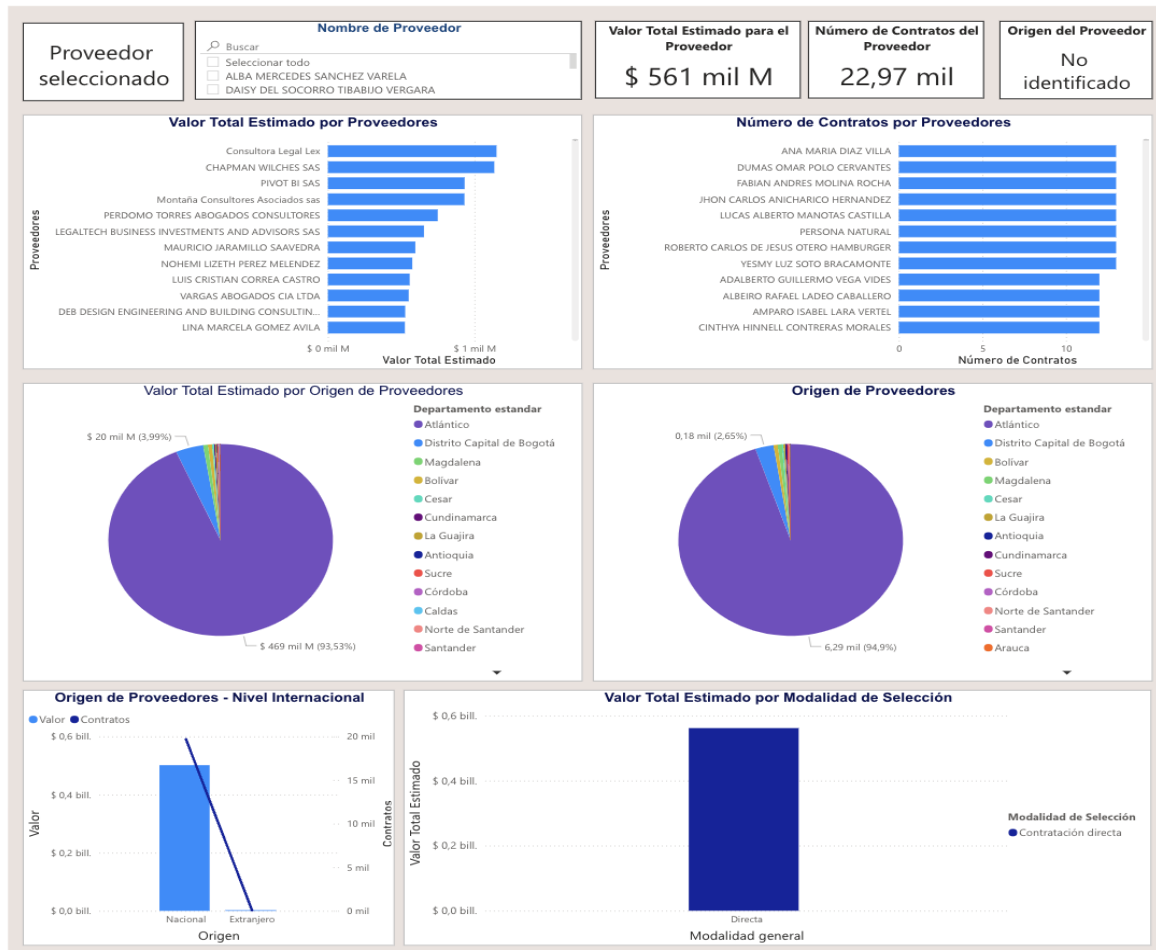 Proveedor
seleccionado
Nombre de Proveedor
Buscar
Seleccionar todo
ALBA MERCEDES SANCHEZ VARELA
DAISY DEL SOCORRO TIBABIJO VERGARA
Valor Total Estimado para el
Proveedor
$ 561 mil M
Número de Contratos del
Proveedor
22,97 mil
Origen del Proveedor
No
identificado
Valor Total Estimado por Proveedores
Proveedores
Consultora Legal Lex
CHAPMAN WILCHES SAS
PIVOT BI SAS
Montaña Consultores Asociados sas
PERDOMO TORRES ABOGADOS CONSULTORES
LEGALTECH BUSINESS INVESTMENTS AND ADVISORS SAS
MAURICIO JARAMILLO SAAVEDRA
NOHEMI LIZETH PEREZ MELENDEZ
LUIS CRISTIAN CORREA CASTRO
VARGAS ABOGADOS CIA LTDA
DEB DESIGN ENGINEERING AND BUILDING CONSULTIN...
LINA MARCELA GOMEZ AVILA
$ 0 mil M
$ 1 mil M
Valor Total Estimado
Número de Contratos por Proveedores
Proveedores
ANA MARIA DIAZ VILLA
DUMAS OMAR POLO CERVANTES
FABIAN ANDRES MOLINA ROCHA
JHON CARLOS ANICHARICO HERNANDEZ
LUCAS ALBERTO MANOTAS CASTILLA
PERSONA NATURAL
ROBERTO CARLOS DE JESUS OTERO HAMBURGER
YESMY LUZ SOTO BRACAMONTE
ADALBERTO GUILLERMO VEGA VIDES
ALBEIRO RAFAEL LADEO CABALLERO
AMPARO ISABEL LARA VERTEL
CINTHYA HINNELL CONTRERAS MORALES
0
5
10
Número de Contratos
Valor Total Estimado por Origen de Proveedores
$ 20 mil M (3,99%)
$ 469 mil M (93,53%)
Departamento estandar
Atlántico
Distrito Capital de Bogotá
Magdalena
Bolívar
Cesar
Cundinamarca
La Guajira
Antioquia
Sucre
Córdoba
Caldas
Norte de Santander
Santander
Origen de Proveedores
0,18 mil (2,65%)
6,29 mil (94,9%)
Departamento estandar
Atlántico
Distrito Capital de Bogotá
Bolívar
Magdalena
Cesar
La Guajira
Antioquia
Cundinamarca
Sucre
Córdoba
Norte de Santander
Santander
Arauca
Origen de Proveedores - Nivel Internacional
Valor
Contratos
Valor
$ 0,6 bill.
$ 0,4 bill.
$ 0,2 bill.
$ 0,0 bill.
20 mil
15 mil
10 mil
5 mil
0 mil
Contratos
Nacional
Extranjero
Origen
Valor Total Estimado por Modalidad de Selección
Valor Total Estimado
$ 0,6 bill.
$ 0,4 bill.
$ 0,2 bill.
$ 0,0 bill.
Directa
Modalidad general
Modalidad de Selección
Contratación directa